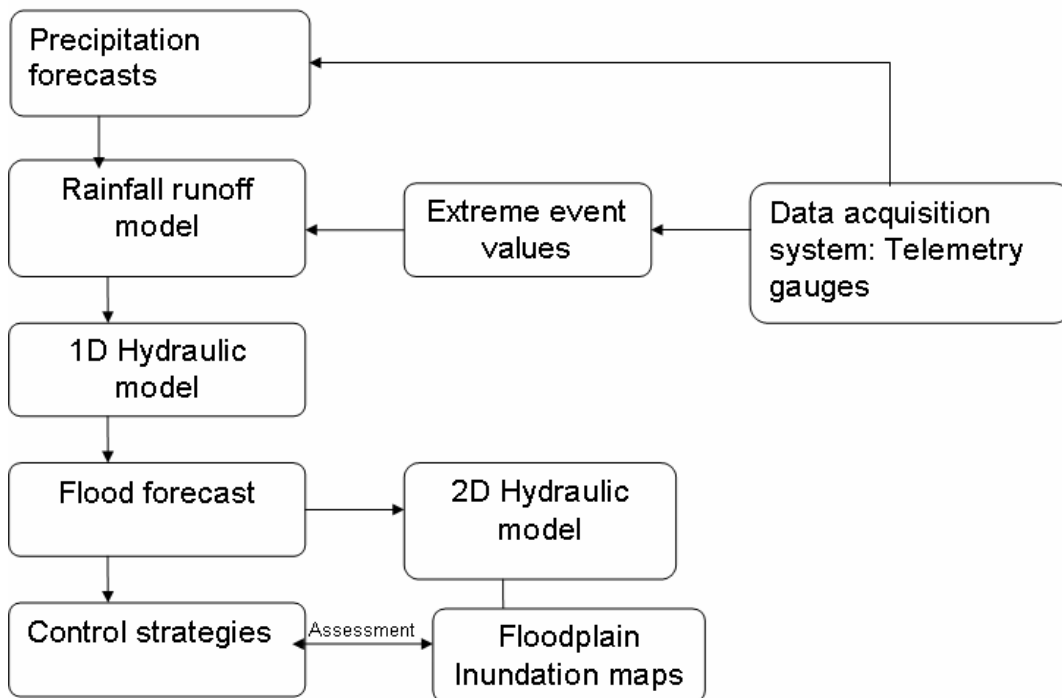 Precipitation
forecasts
Rainfall runoff
model
Extreme event
values
Data acquisition
system: Telemetry
gauges
1D Hydraulic
model
Flood forecast
2D Hydraulic
model
Control strategies
Assessment
Floodplain
Inundation maps